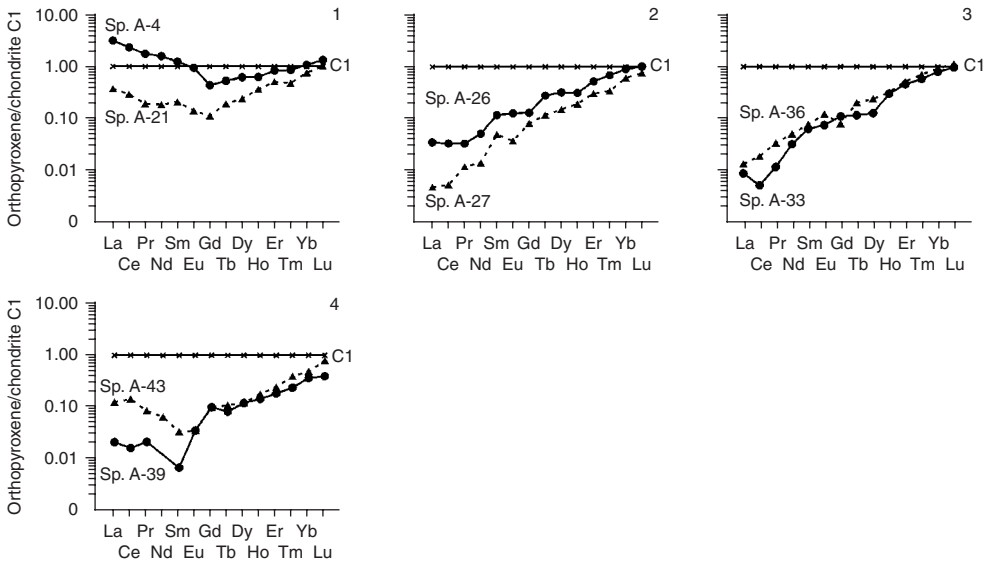 Orthopyroxene/chondrite C1
10.00
1.00
0.10
0.01
0
1
Sp. A-4
C1
Sp. A-21
La Pr Sm Gd Dy Er Yb
Ce Nd Eu Tb Ho Tm Lu
2
C1
Sp. A-26
Sp. A-27
La Pr Sm Gd Dy Er Yb
Ce Nd Eu Tb Ho Tm Lu
3
C1
Sp. A-36
Sp. A-33
La Pr Sm Gd Dy Er Yb
Ce Nd Eu Tb Ho Tm Lu
Orthopyroxene/chondrite C1
10.00
1.00
0.10
0.01
0
4
C1
Sp. A-43
Sp. A-39
La Pr Sm Gd Dy Er Yb
Ce Nd Eu Tb Ho Tm Lu